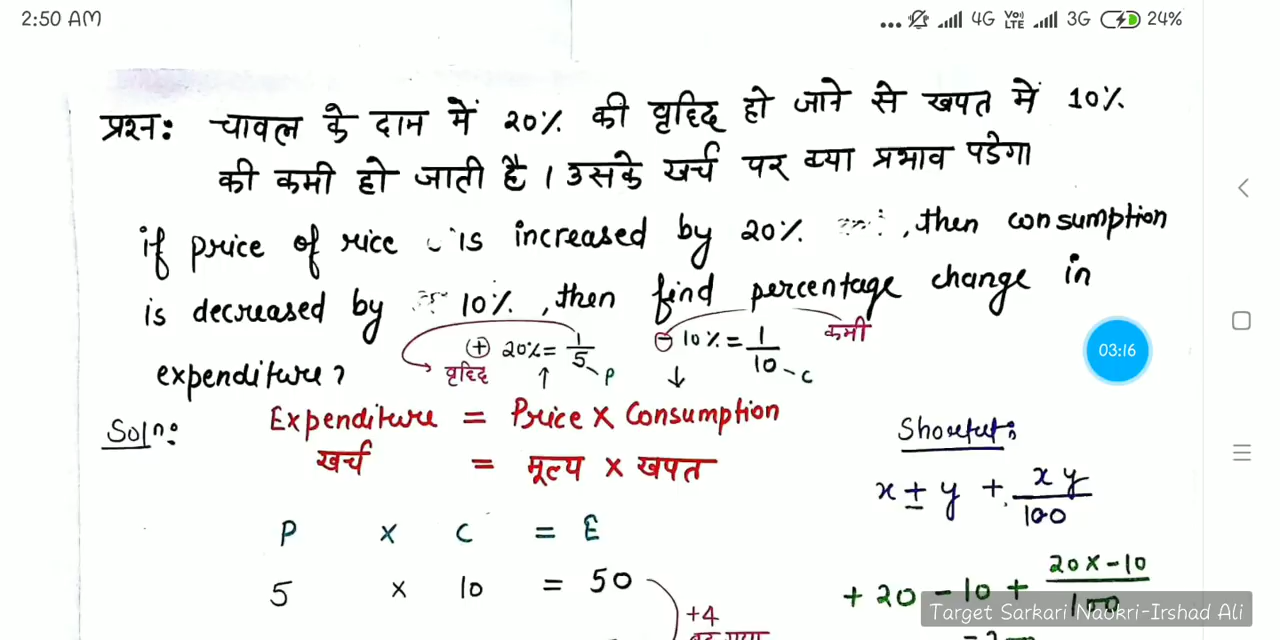 2:50 AM
... 4G VoD LTE 3G 24%
प्रश्न: चावल के दाम में 20% की वृध्दि हो जाने से खपत में 10%
की कमी हो जाती है। उसके खर्च पर क्या प्रभाव पडेगा
if price of rice is increased by 20% , then consumption
is decreased by 10% , then find percentage change in
expenditure?
(+) 20% = 1/5 P
⊖ 10% = 1/10 C
कमी
वृध्दि ↑ ↓
03:16
Soln:
Expenditure = Price × Consumption
खर्च = मूल्य × खपत
Shortcut:
x ± y + xy/100
P × C = E
5 × 10 = 50
+4
+ 20 - 10 + 20 x -10/100
Target Sarkari Naokri-Irshad Ali